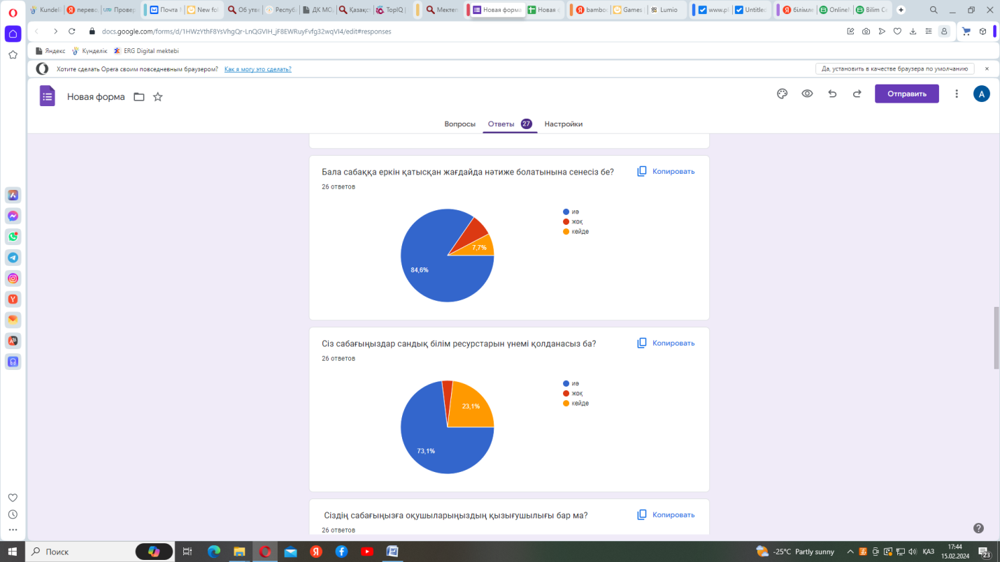 Kundel
перево
Провер
Почта
New fol
Об утве
Респуб.
ДК МО
Қазақст
TopIQ
Мектеп
Новая форма
Новая
bamboo
Games
Lumio
www.pl
Untitled
білімле
Onlinel
Bilim Ce
docs.google.com/forms/d/1HWzYthF8YsVhgQr-LnQGVIH_jF8EWRuyFvfg32wqVI4/edit#responses
Яндекс
Күнделік
ERG Digital mektebi
Хотите сделать Opera своим повседневным браузером? Как я могу это сделать?
Да, установить в качестве браузера по умолчанию
Новая форма
Отправить
A
Вопросы
Ответы 27
Настройки
Бала сабаққа еркін қатысқан жағдайда нәтиже болатынына сенесіз бе?
Копировать
26 ответов
иә
жоқ
кейде
7,7%
84,6%
Сіз сабағыңыздар сандық білім ресурстарын үнемі қолданасыз ба?
Копировать
26 ответов
иә
жоқ
кейде
23,1%
73,1%
Сіздің сабағыңызға оқушыларыңыздың қызығушылығы бар ма?
Копировать
26 ответов
Поиск
-25°C Partly sunny
ҚАЗ
17:44
15.02.2024
23